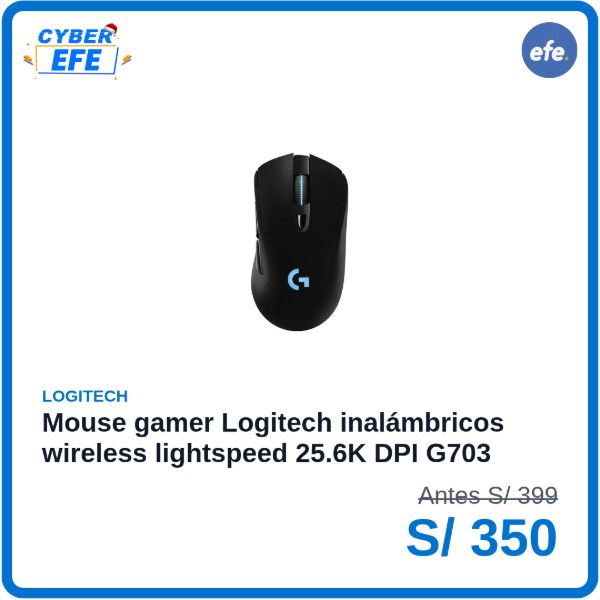 CYBER
EFE
efe.
G
LOGITECH
Mouse gamer Logitech inalámbricos
wireless lightspeed 25.6K DPI G703
Antes S/ 399
S/ 350